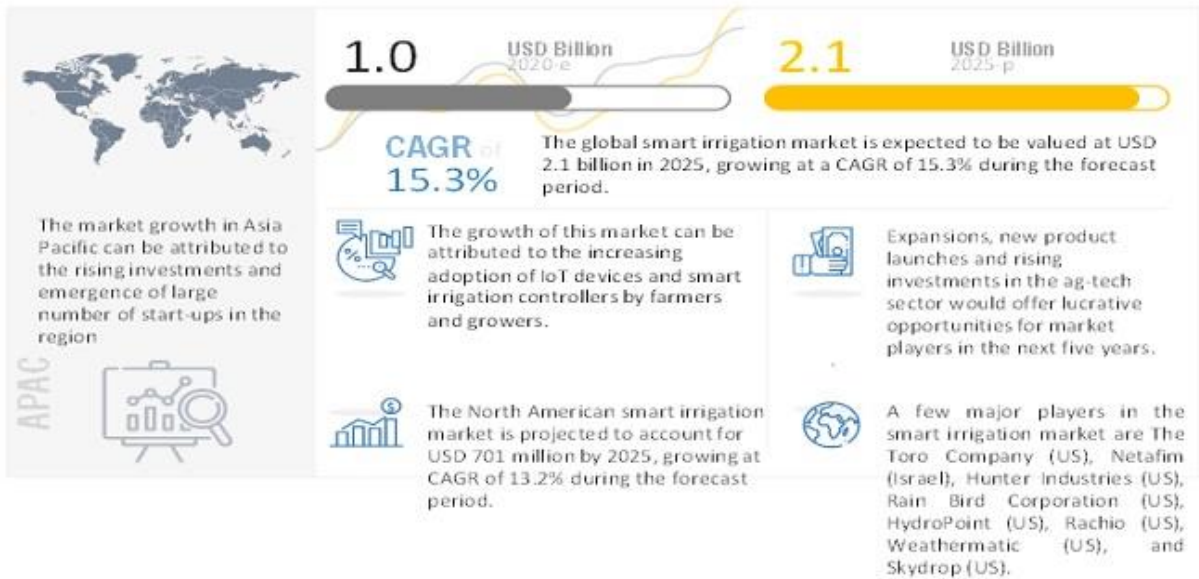 1.0
USD Billion
2020-e
2.1
USD Billion
2025-p
CAGR of
15.3%
The global smart irrigation market is expected to be valued at USD
2.1 billion in 2025, growing at a CAGR of 15.3% during the forecast
period.
The market growth in Asia
Pacific can be attributed to
the rising investments and
emergence of large
number of start-ups in the
region
APAC
The growth of this market can be
attributed to the increasing
adoption of IoT devices and smart
irrigation controllers by farmers
and growers.
Expansions, new product
launches and rising
investments in the ag-tech
sector would offer lucrative
opportunities for market
players in the next five years.
The North American smart irrigation
market is projected to account for
USD 701 million by 2025, growing at
CAGR of 13.2% during the forecast
period.
A few major players in the
smart irrigation market are The
Toro Company (US), Netafim
(Israel), Hunter Industries (US),
Rain Bird Corporation (US),
HydroPoint (US), Rachio (US),
Weathermatic (US), and
Skydrop (US).